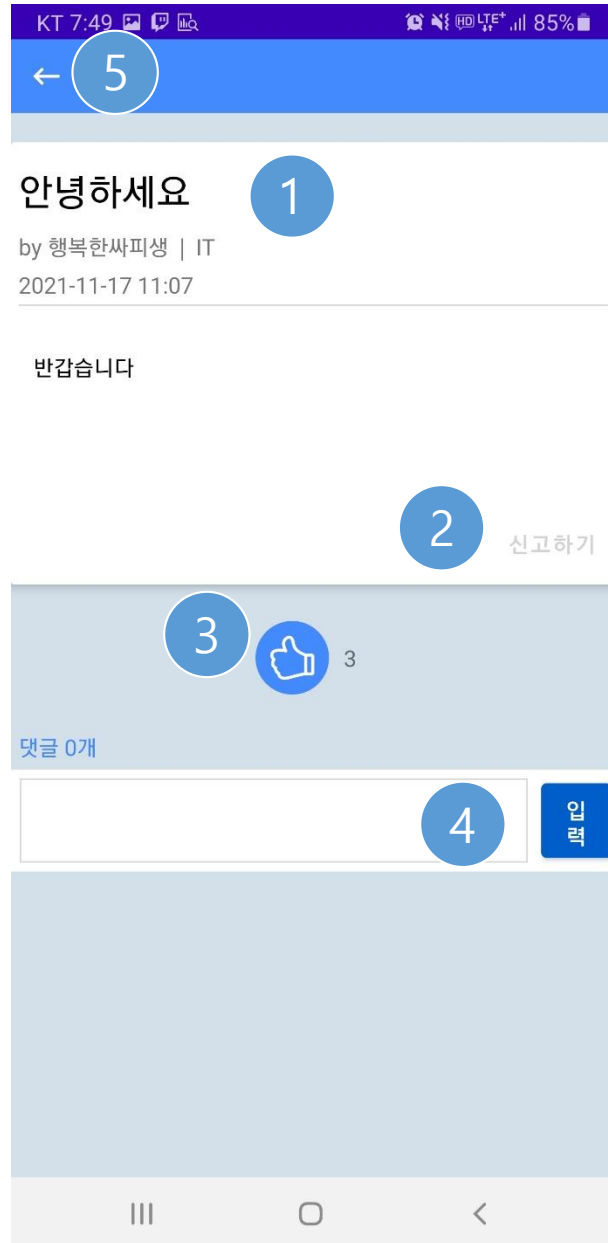 KT 7:49 HD LTE+ 85%
5
안녕하세요 1
by 행복한싸피생 | IT
2021-11-17 11:07
반갑습니다
2 신고하기
3 3
댓글 0개
4 입
력